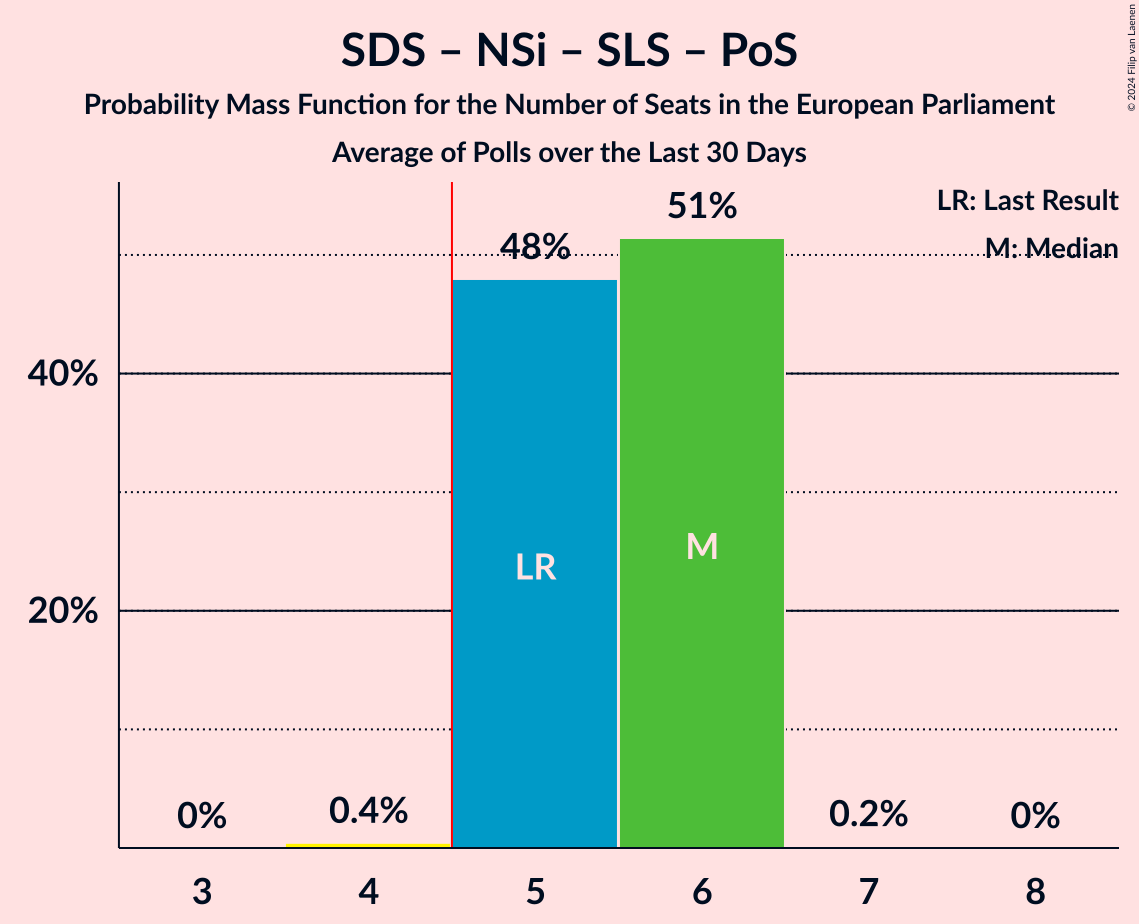 SDS – NSi – SLS – PoS
Probability Mass Function for the Number of Seats in the European Parliament
Average of Polls over the Last 30 Days
© 2024 Filip van Laenen
LR: Last Result
M: Median
40%
20%
0%
0.4%
48%
51%
0.2%
0%
LR
M
3
4
5
6
7
8